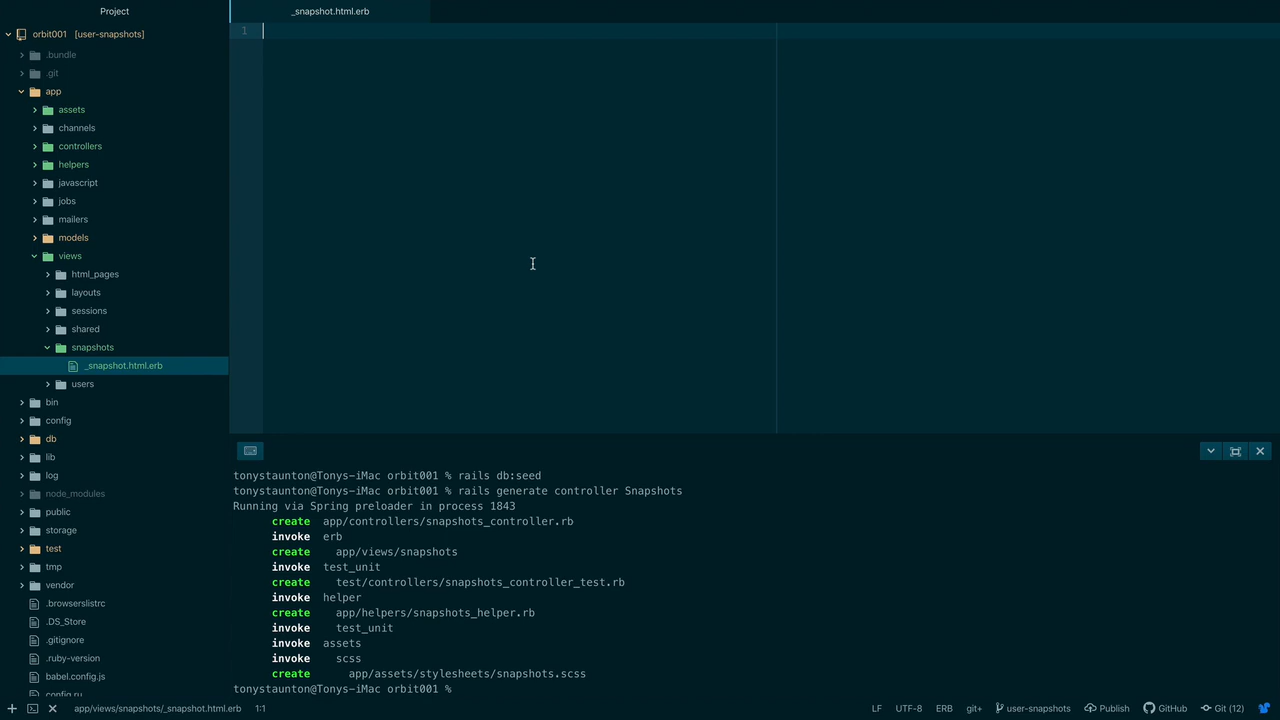 Project
orbit001 [user-snapshots]
.bundle
.git
app
assets
channels
controllers
helpers
javascript
jobs
mailers
models
views
html_pages
layouts
sessions
shared
snapshots
_snapshot.html.erb
users
bin
config
db
lib
log
node_modules
public
storage
test
tmp
vendor
.browserslistrc
.DS_Store
.gitignore
.ruby-version
babel.config.js
config.ru
_snapshot.html.erb
1
tonystaunton@Tonys-iMac orbit001 % rails db:seed
tonystaunton@Tonys-iMac orbit001 % rails generate controller Snapshots
Running via Spring preloader in process 1843
create app/controllers/snapshots_controller.rb
invoke erb
create app/views/snapshots
invoke test_unit
create test/controllers/snapshots_controller_test.rb
invoke helper
create app/helpers/snapshots_helper.rb
invoke test_unit
invoke assets
invoke scss
create app/assets/stylesheets/snapshots.scss
tonystaunton@Tonys-iMac orbit001 %
app/views/snapshots/_snapshot.html.erb 1:1 LF UTF-8 ERB git+ user-snapshots Publish GitHub Git (12)